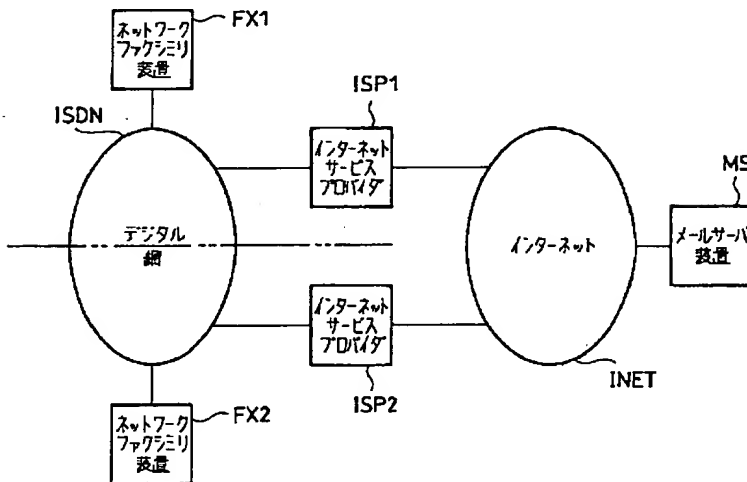 ネットワーク
ファクシミリ
装置
FX1
ISDN
ISP1
インターネット
サービス
プロバイダ
MS
デジタル
網
インターネット
メールサーバ
装置
インターネット
サービス
プロバイダ
INET
ISP2
ネットワーク
ファクシミリ
装置
FX2